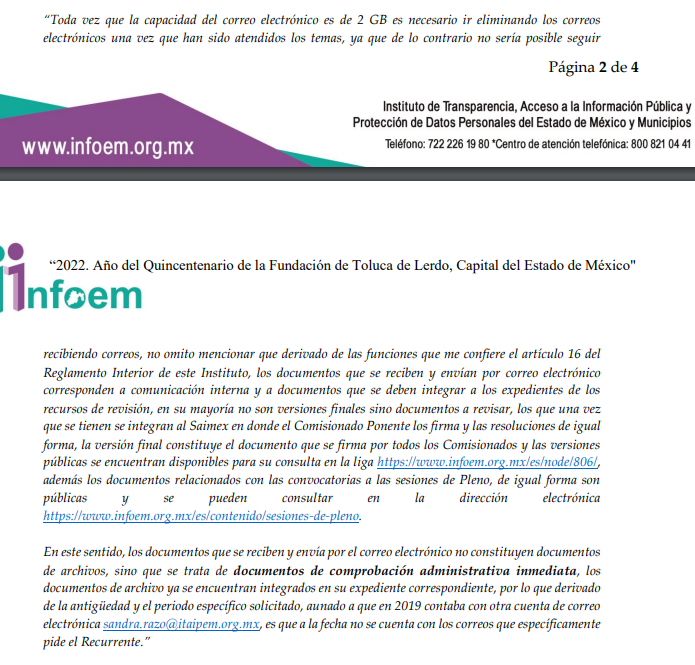 “Toda vez que la capacidad del correo electrónico es de 2 GB es necesario ir eliminando los correos
electrónicos una vez que han sido atendidos los temas, ya que de lo contrario no sería posible seguir
Página 2 de 4
Instituto de Transparencia, Acceso a la Información Pública y
Protección de Datos Personales del Estado de México y Municipios
www.infoem.org.mx
Teléfono: 722 226 19 80 *Centro de atención telefónica: 800 821 04 41
“2022. Año del Quincentenario de la Fundación de Toluca de Lerdo, Capital del Estado de México"
infoem
recibiendo correos, no omito mencionar que derivado de las funciones que me confiere el artículo 16 del
Reglamento Interior de este Instituto, los documentos que se reciben y envían por correo electrónico
corresponden a comunicación interna y a documentos que se deben integrar a los expedientes de los
recursos de revisión, en su mayoría no son versiones finales sino documentos a revisar, los que una vez
que se tienen se integran al Saimex en donde el Comisionado Ponente los firma y las resoluciones de igual
forma, la versión final constituye el documento que se firma por todos los Comisionados y las versiones
públicas se encuentran disponibles para su consulta en la liga https://www.infoem.org.mx/es/node/806/,
además los documentos relacionados con las convocatorias a las sesiones de Pleno, de igual forma son
públicas y se pueden consultar en la dirección electrónica
https://www.infoem.org.mx/es/contenido/sesiones-de-pleno.
En este sentido, los documentos que se reciben y envía por el correo electrónico no constituyen documentos
de archivos, sino que se trata de documentos de comprobación administrativa inmediata, los
documentos de archivo ya se encuentran integrados en su expediente correspondiente, por lo que derivado
de la antigüedad y el periodo específico solicitado, aunado a que en 2019 contaba con otra cuenta de correo
electrónica sandra.razo@itaipem.org.mx, es que a la fecha no se cuenta con los correos que específicamente
pide el Recurrente.”